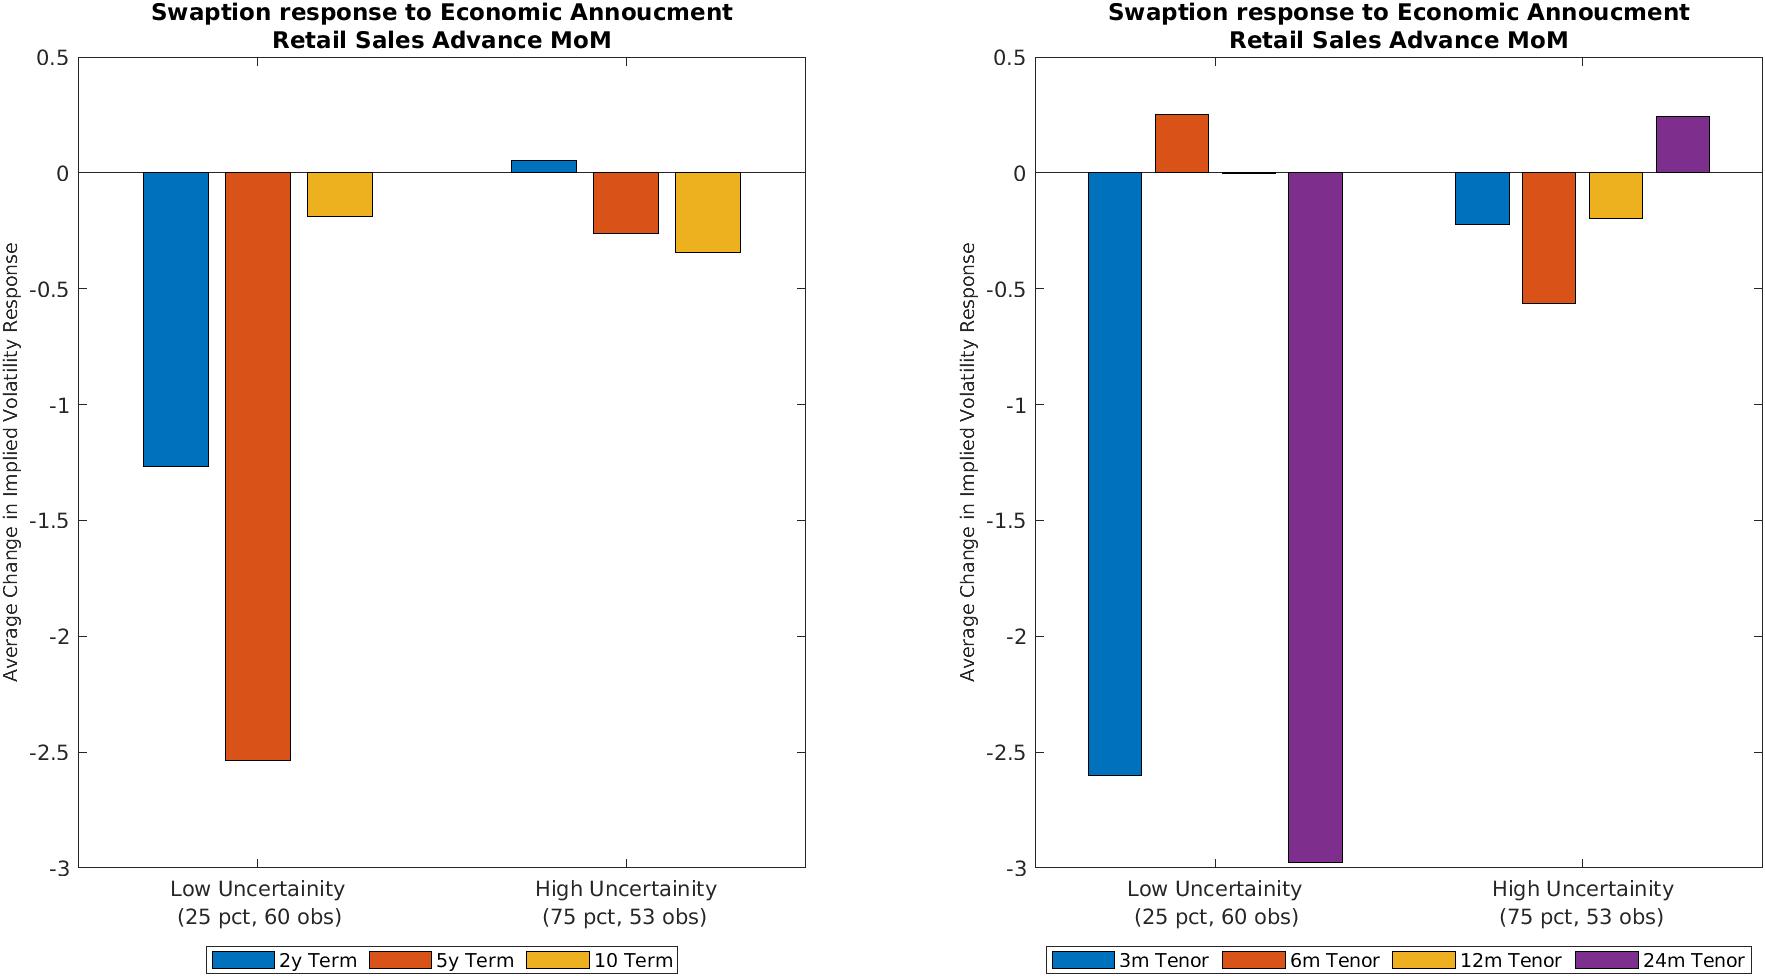 Swaption response to Economic Annoucment
Retail Sales Advance MoM
0.5
0
-0.5
-1
-1.5
-2
-2.5
-3
Average Change in Implied Volatility Response
Low Uncertainity
(25 pct, 60 obs)
High Uncertainity
(75 pct, 53 obs)
2y Term
5y Term
10 Term
Swaption response to Economic Annoucment
Retail Sales Advance MoM
0.5
0
-0.5
-1
-1.5
-2
-2.5
-3
Average Change in Implied Volatility Response
Low Uncertainity
(25 pct, 60 obs)
High Uncertainity
(75 pct, 53 obs)
3m Tenor
6m Tenor
12m Tenor
24m Tenor